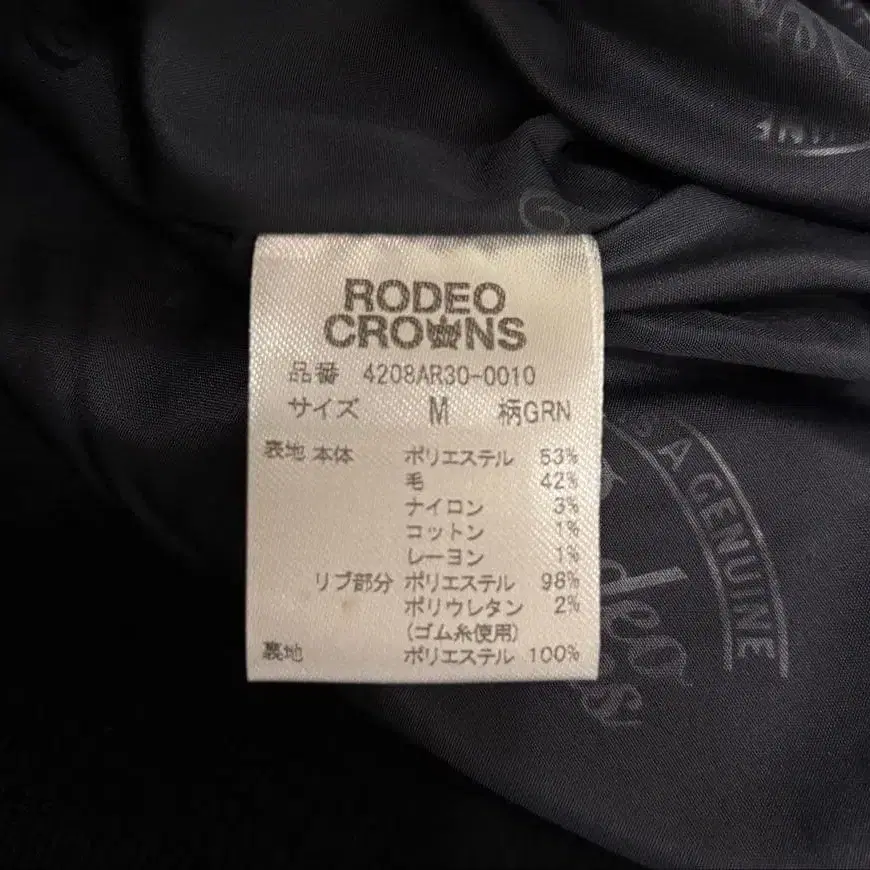 RODEO
CROWNS
品番 4208AR30-0010
サイズ M 柄GRN
表地 本体 ポリエステル 53%
毛 42%
ナイロン 3%
コットン 1%
レーヨン 1%
リブ部分 ポリエステル 98%
ポリウレタン 2%
(ゴム糸使用)
裏地 ポリエステル 100%
A GENUINE
deo